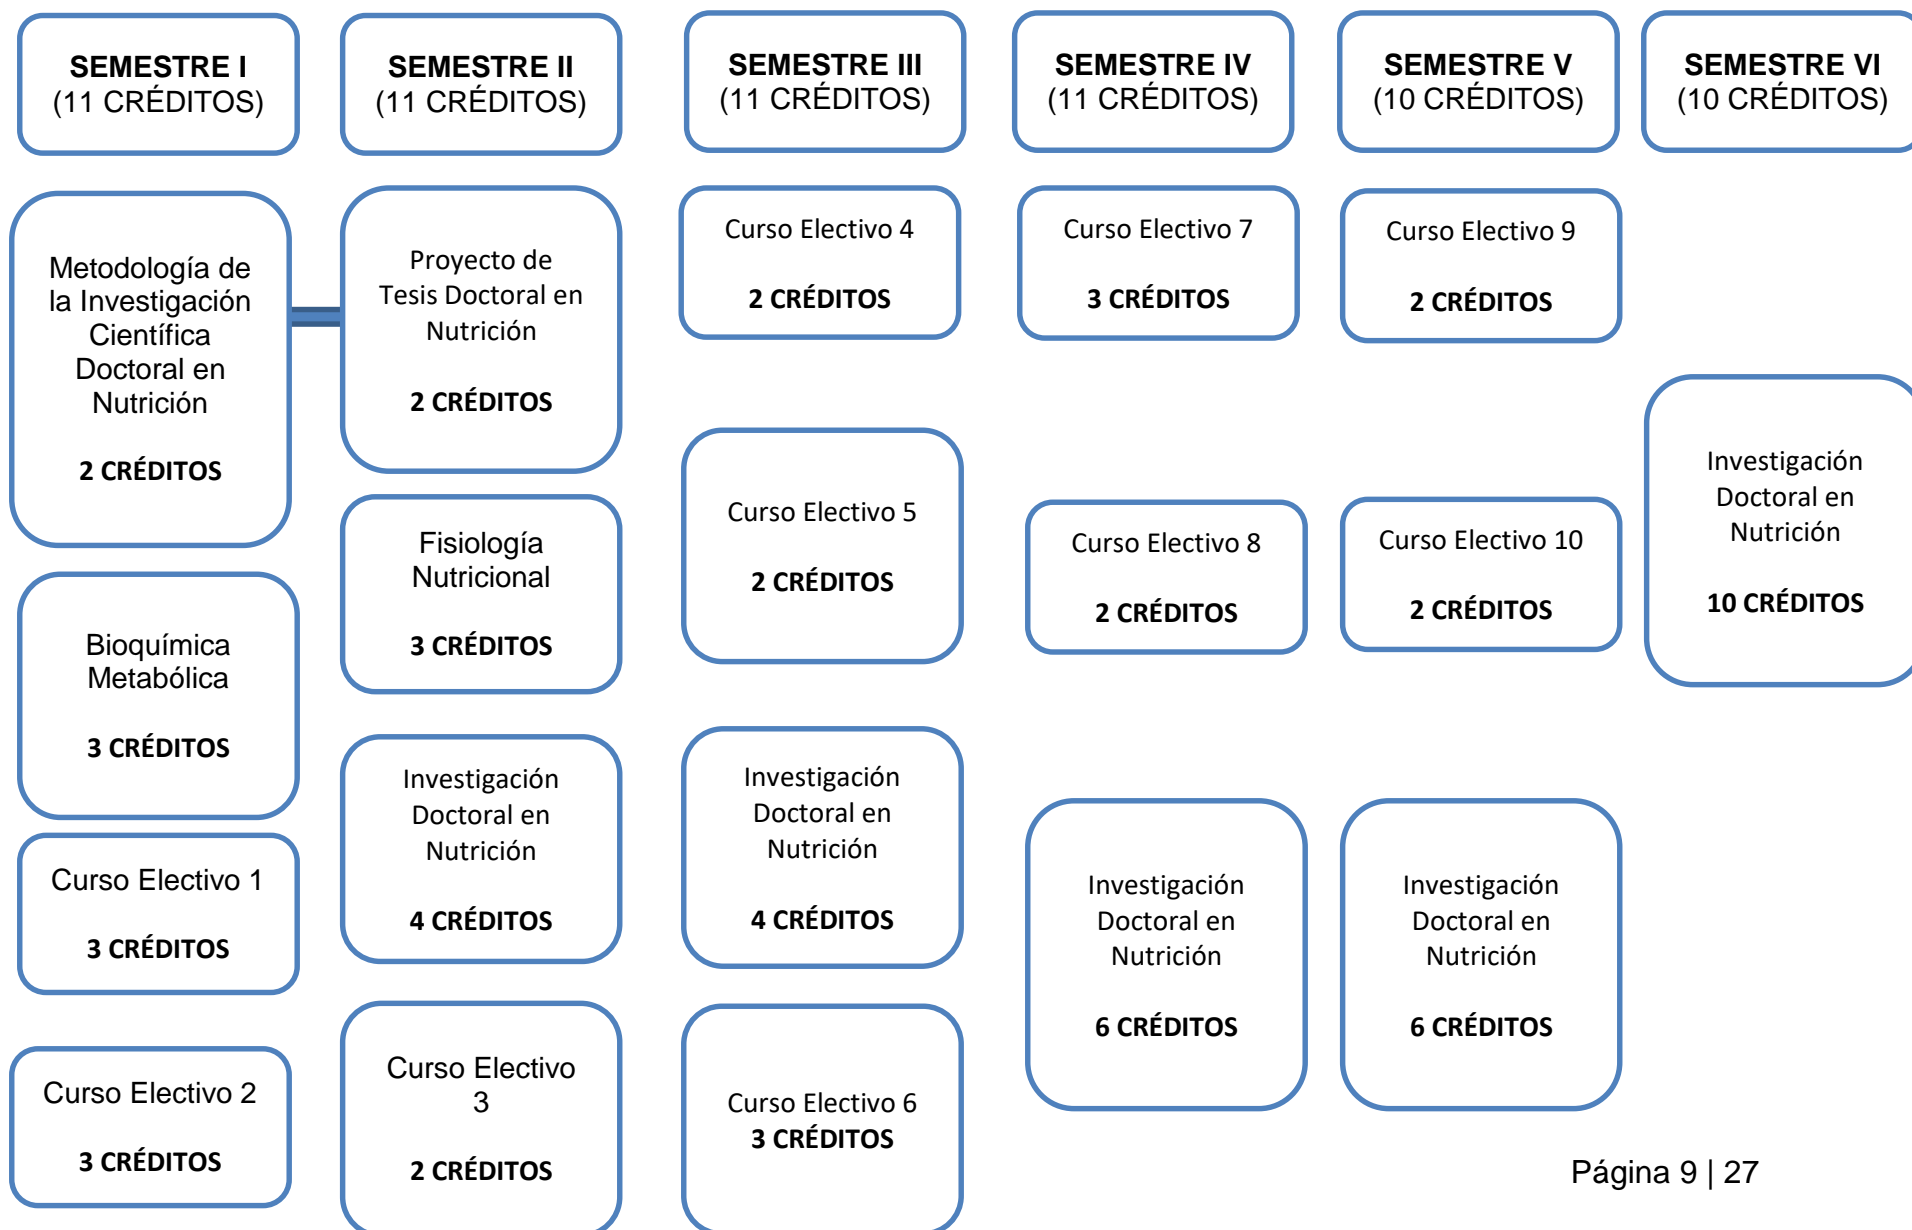 SEMESTRE I
(11 CRÉDITOS)
SEMESTRE II
(11 CRÉDITOS)
SEMESTRE III
(11 CRÉDITOS)
SEMESTRE IV
(11 CRÉDITOS)
SEMESTRE V
(10 CRÉDITOS)
SEMESTRE VI
(10 CRÉDITOS)
Metodología de
la Investigación
Científica
Doctoral en
Nutrición
2 CRÉDITOS
Bioquímica
Metabólica
3 CRÉDITOS
Curso Electivo 1
3 CRÉDITOS
Curso Electivo 2
3 CRÉDITOS
Proyecto de
Tesis Doctoral en
Nutrición
2 CRÉDITOS
Fisiología
Nutricional
3 CRÉDITOS
Investigación
Doctoral en
Nutrición
4 CRÉDITOS
Curso Electivo
3
2 CRÉDITOS
Curso Electivo 4
2 CRÉDITOS
Curso Electivo 5
2 CRÉDITOS
Investigación
Doctoral en
Nutrición
4 CRÉDITOS
Curso Electivo 6
3 CRÉDITOS
Curso Electivo 7
3 CRÉDITOS
Curso Electivo 8
2 CRÉDITOS
Investigación
Doctoral en
Nutrición
6 CRÉDITOS
Curso Electivo 9
2 CRÉDITOS
Curso Electivo 10
2 CRÉDITOS
Investigación
Doctoral en
Nutrición
6 CRÉDITOS
Investigación
Doctoral en
Nutrición
10 CRÉDITOS
Página 9 | 27